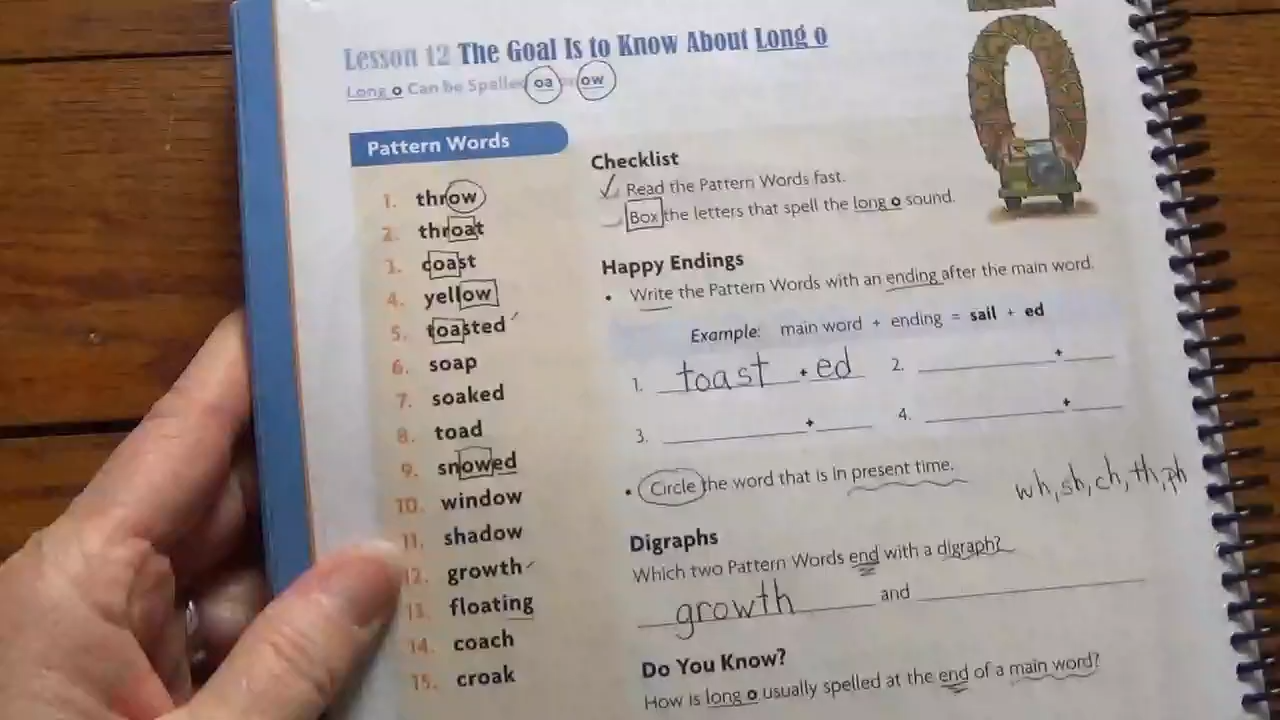 Lesson 12 The Goal Is to Know About Long o
Long o Can be Spelled oa or ow
Pattern Words
1. throw
2. throat
3. coast
4. yellow
5. toasted
6. soap
7. soaked
8. toad
9. snowed
10. window
11. shadow
12. growth
13. floating
14. coach
15. croak
Checklist
Read the Pattern Words fast.
Box the letters that spell the long o sound.
Happy Endings
• Write the Pattern Words with an ending after the main word.
Example: main word + ending = sail + ed
1. toast + ed 2. +
3. + 4. +
• Circle the word that is in present time.
wh, sh, ch, th, ph
Digraphs
Which two Pattern Words end with a digraph?
growth and
Do You Know?
How is long o usually spelled at the end of a main word?